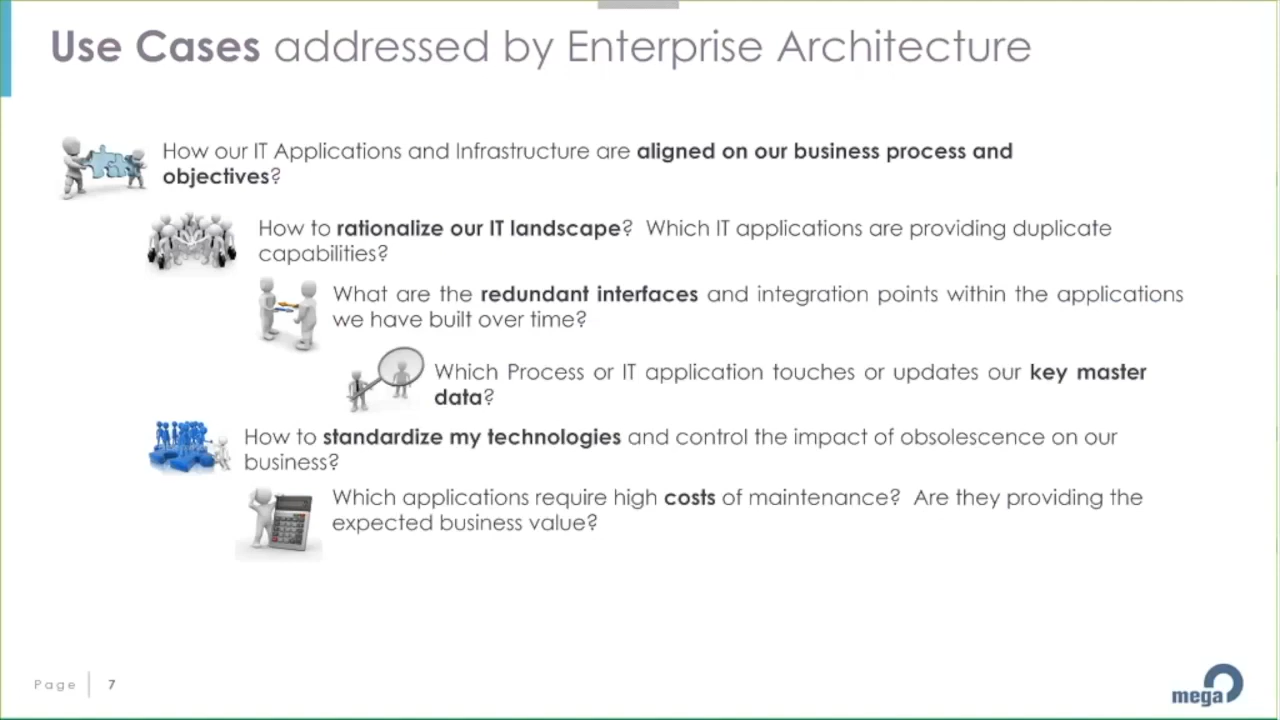 Use Cases addressed by Enterprise Architecture
How our IT Applications and Infrastructure are aligned on our business process and
objectives?
How to rationalize our IT landscape? Which IT applications are providing duplicate
capabilities?
What are the redundant interfaces and integration points within the applications
we have built over time?
Which Process or IT application touches or updates our key master
data?
How to standardize my technologies and control the impact of obsolescence on our
business?
Which applications require high costs of maintenance? Are they providing the
expected business value?
Page 7
mega